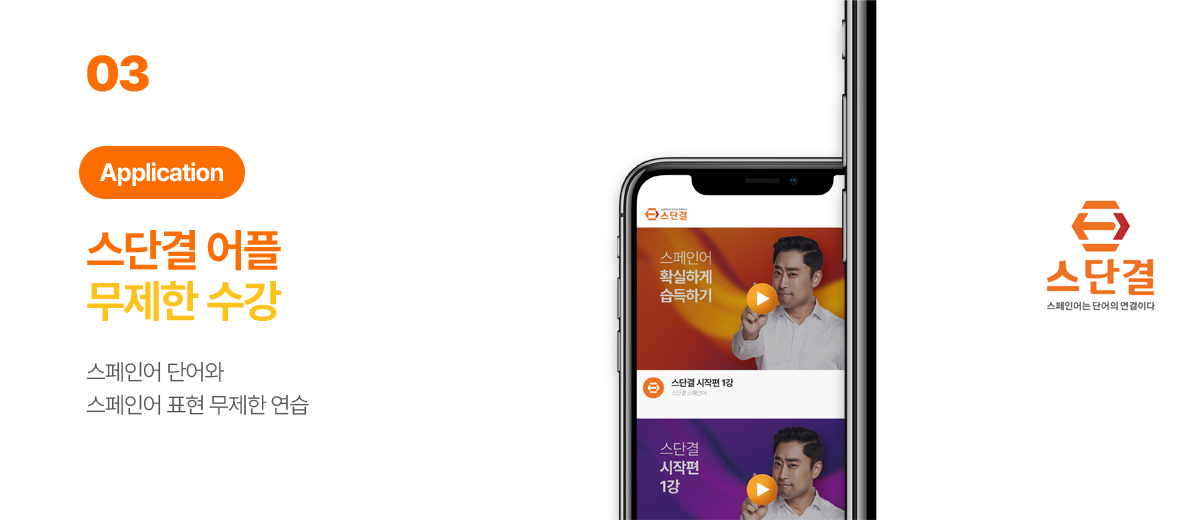 03
Application
스단결 어플
무제한 수강
스페인어 단어와
스페인어 표현 무제한 연습
스단결
스페인어
확실하게
습득하기
스단결 시작편 1강
스단결 스페인어
스단결
시작편
1강
스단결
스페인어는 단어의 연결이다